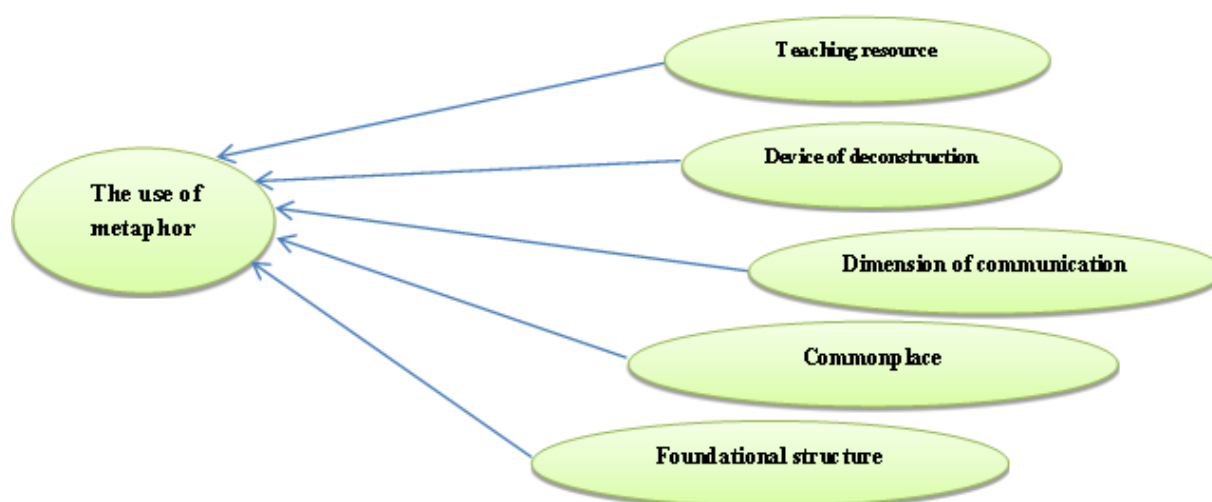 Teaching resource
Device of deconstruction
The use of
metaphor
Dimension of communication
Commonplace
Foundational structure